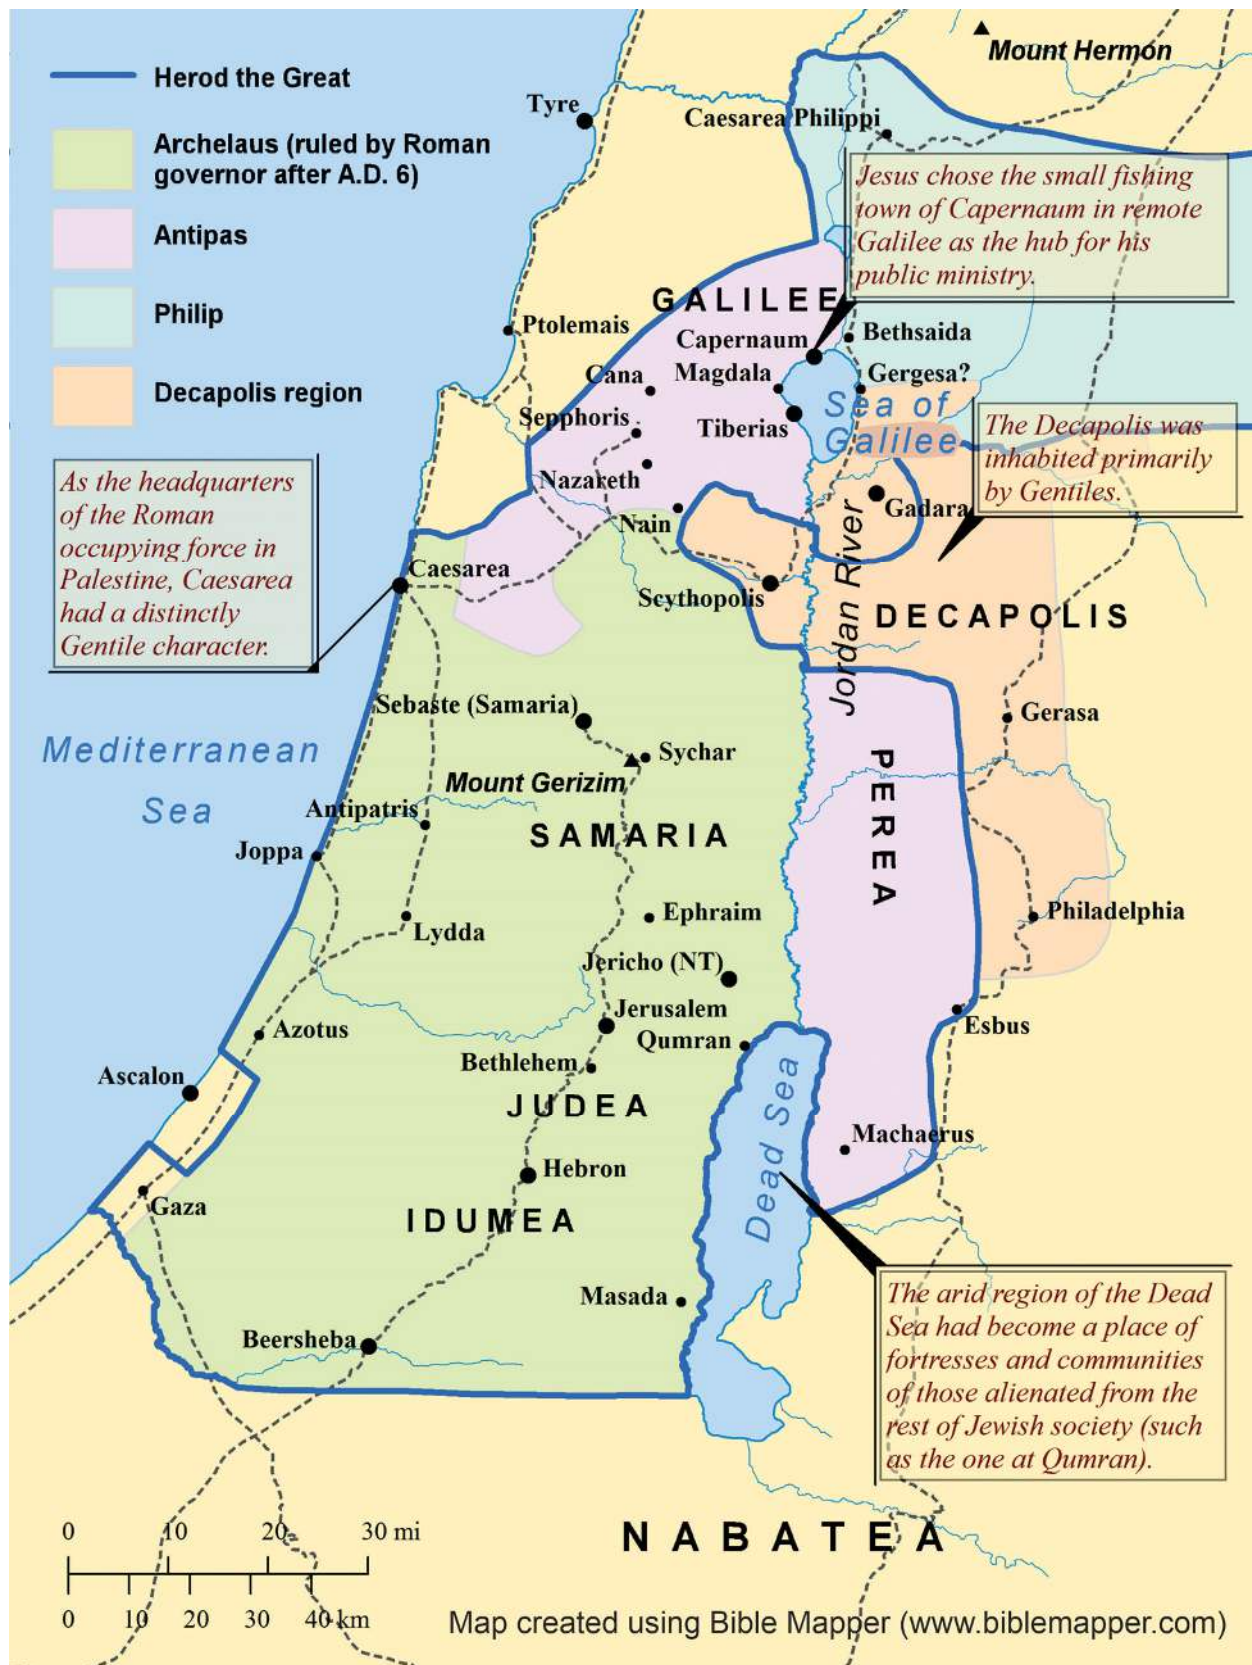 Herod the Great
Archelaus (ruled by Roman
governor after A.D. 6)
Antipas
Philip
Decapolis region
Mount Hermon
Tyre
Caesarea Philippi
Jesus chose the small fishing
town of Capernaum in remote
Galilee as the hub for his
public ministry.
GALILEE
Ptolemais
Capernaum
Bethsaida
Cana
Magdala
Gergesa?
Sepphoris
Tiberias
Sea of
Galilee
The Decapolis was
inhabited primarily
by Gentiles.
As the headquarters
of the Roman
occupying force in
Palestine, Caesarea
had a distinctly
Gentile character.
Nazareth
Nain
Gadara
Caesarea
Scythopolis
Jordan River
DECAPOLIS
Sebaste (Samaria)
Gerasa
Mediterranean
Sea
Sychar
Mount Gerizim
PEREA
Antipatris
SAMARIA
Joppa
Ephraim
Philadelphia
Lydda
Jericho (NT)
Jerusalem
Esbus
Azotus
Qumran
Bethlehem
Ascalon
JUDEA
Dead Sea
Machaerus
Hebron
Gaza
IDUMEA
Masada
The arid region of the Dead
Sea had become a place of
fortresses and communities
of those alienated from the
rest of Jewish society (such
as the one at Qumran).
Beersheba
NABATEA
0 10 20 30 mi
0 10 20 30 40 km
Map created using Bible Mapper (www.biblemapper.com)